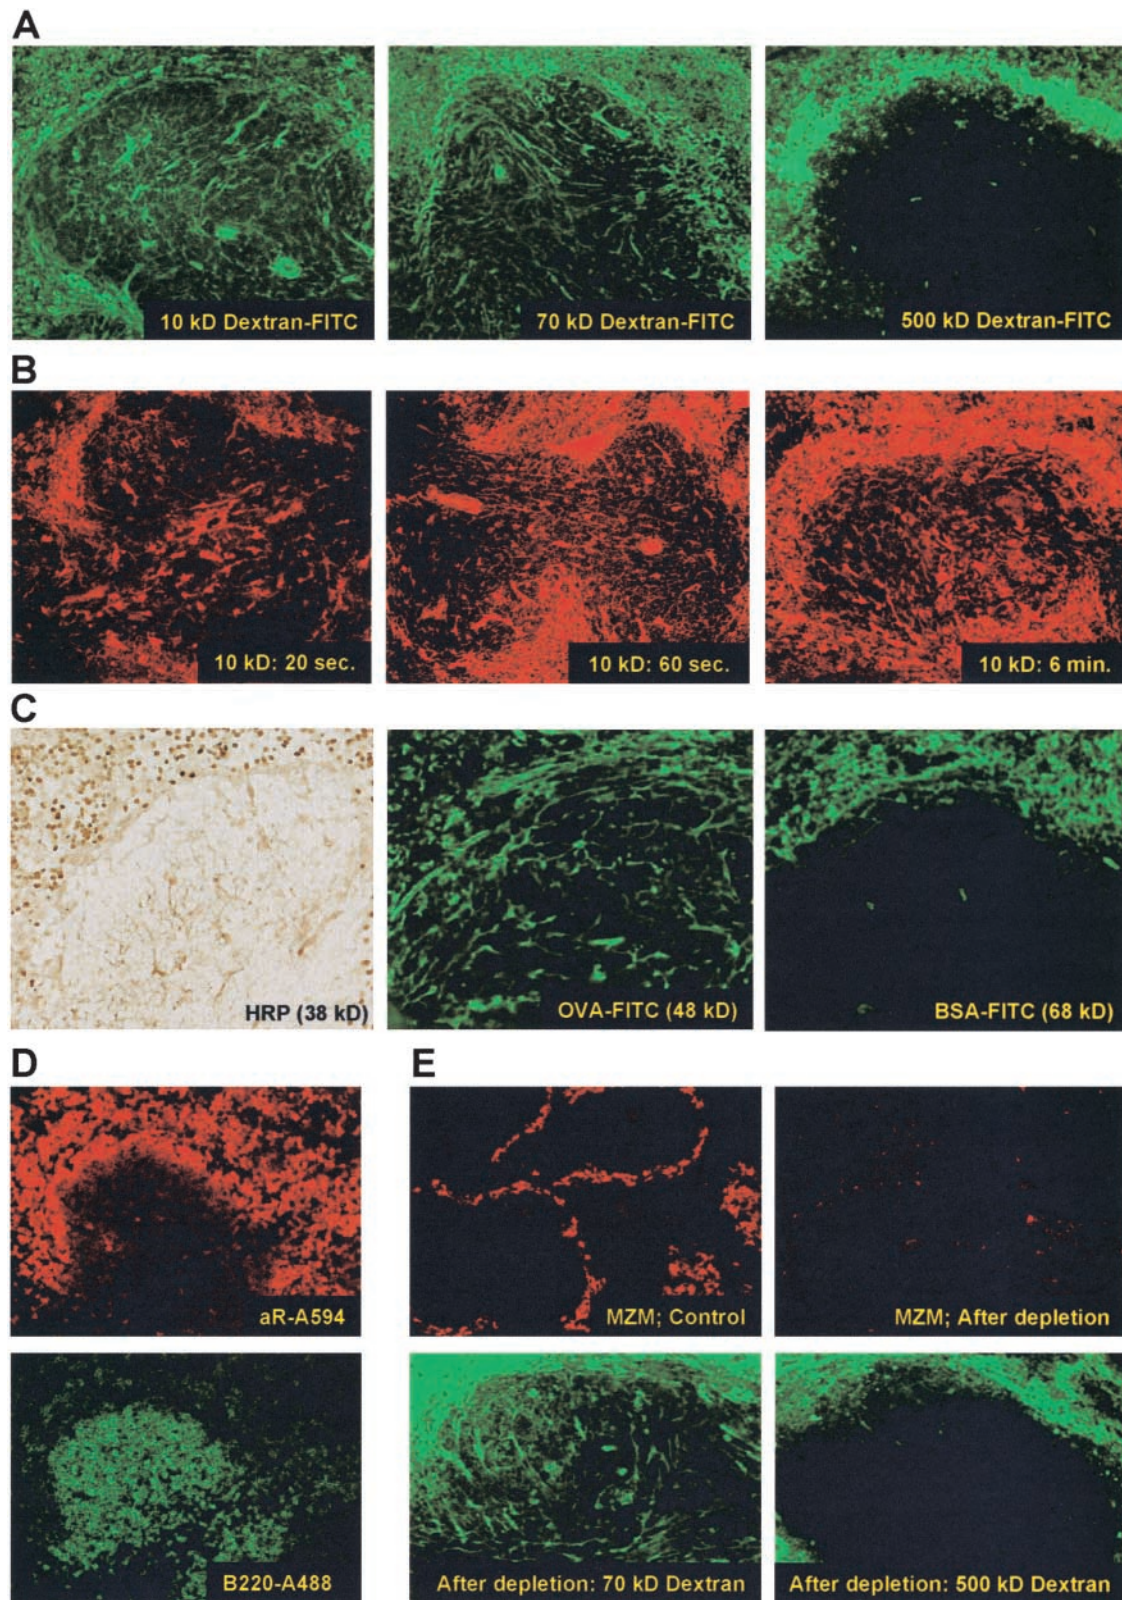 A
10 kD Dextran-FITC
70 kD Dextran-FITC
500 kD Dextran-FITC
B
10 kD: 20 sec.
10 kD: 60 sec.
10 kD: 6 min.
C
HRP (38 kD)
OVA-FITC (48 kD)
BSA-FITC (68 kD)
D
E
aR-A594
MZM; Control
MZM; After depletion
B220-A488
After depletion: 70 kD Dextran
After depletion: 500 kD Dextran